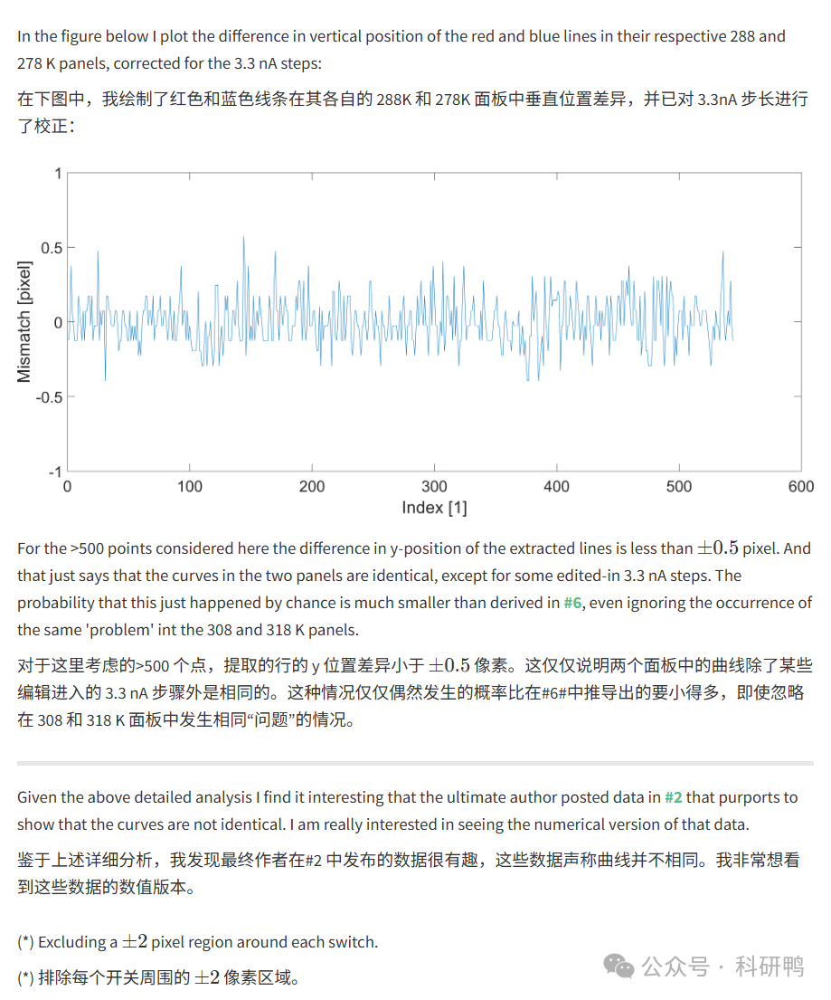 In the figure below I plot the difference in vertical position of the red and blue lines in their respective 288 and
278 K panels, corrected for the 3.3 nA steps:
在下图中，我绘制了红色和蓝色线条在其各自的 288K 和 278K 面板中垂直位置差异，并已对 3.3nA 步长进行
了校正：
1
0.5
0
-0.5
-1
Mismatch [pixel]
0 100 200 300 400 500 600
Index [1]
For the >500 points considered here the difference in y-position of the extracted lines is less than ±0.5 pixel. And
that just says that the curves in the two panels are identical, except for some edited-in 3.3 nA steps. The
probability that this just happened by chance is much smaller than derived in #6, even ignoring the occurrence of
the same 'problem' int the 308 and 318 K panels.
对于这里考虑的>500 个点，提取的行的 y 位置差异小于 ±0.5 像素。这仅仅说明两个面板中的曲线除了某些
编辑进入的 3.3 nA 步骤外是相同的。这种情况仅仅偶然发生的概率比在#6#中推导出的要小得多，即使忽略
在 308 和 318 K 面板中发生相同“问题”的情况。
Given the above detailed analysis I find it interesting that the ultimate author posted data in #2 that purports to
show that the curves are not identical. I am really interested in seeing the numerical version of that data.
鉴于上述详细分析，我发现最终作者在#2 中发布的数据很有趣，这些数据声称曲线并不相同。我非常想看
到这些数据的数值版本。
(*) Excluding a ±2 pixel region around each switch.
(*) 排除每个开关周围的 ±2 像素区域。
公众号 · 科研鸭